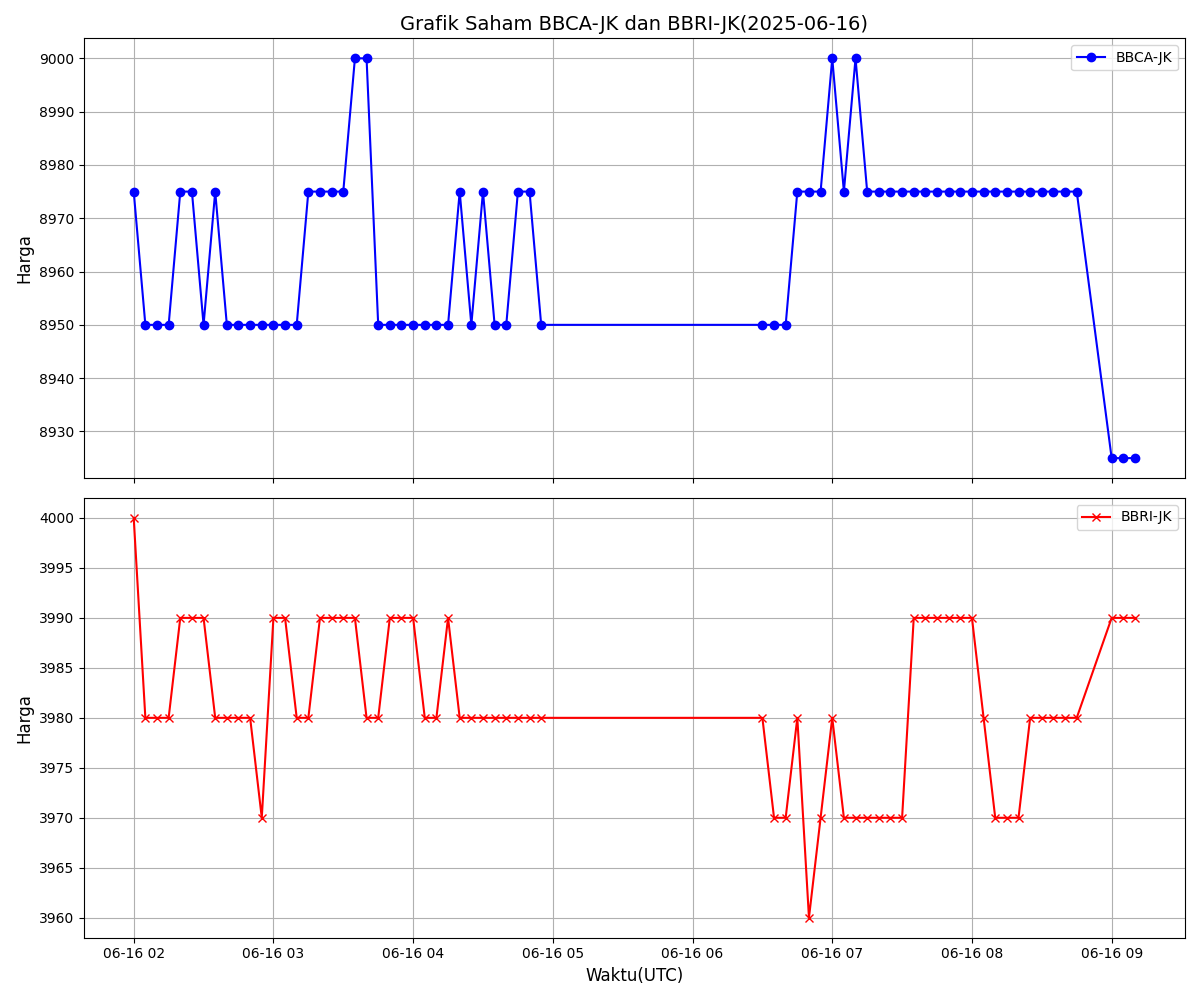 Grafik Saham BBCA-JK dan BBRI-JK(2025-06-16)
9000
8990
8980
8970
8960
8950
8940
8930
Harga
BBCA-JK
4000
3995
3990
3985
3980
3975
3970
3965
3960
Harga
BBRI-JK
06-16 02 06-16 03 06-16 04 06-16 05 06-16 06 06-16 07 06-16 08 06-16 09
Waktu(UTC)